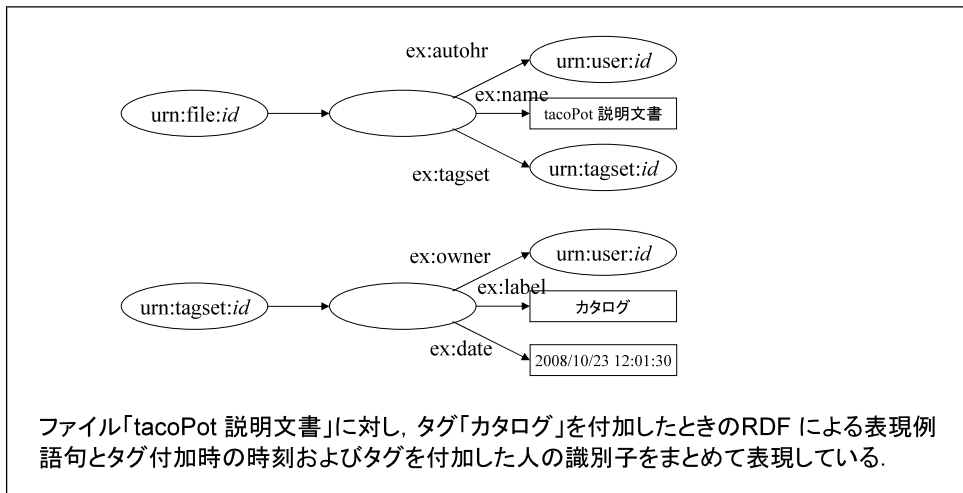 ex:autohr
urn:user:id
urn:file:id
ex:name
tacoPot 説明文書
ex:tagset
urn:tagset:id
ex:owner
urn:user:id
urn:tagset:id
ex:label
カタログ
ex:date
2008/10/23 12:01:30
ファイル「tacoPot 説明文書」に対し，タグ「カタログ」を付加したときのRDF による表現例
語句とタグ付加時の時刻およびタグを付加した人の識別子をまとめて表現している．